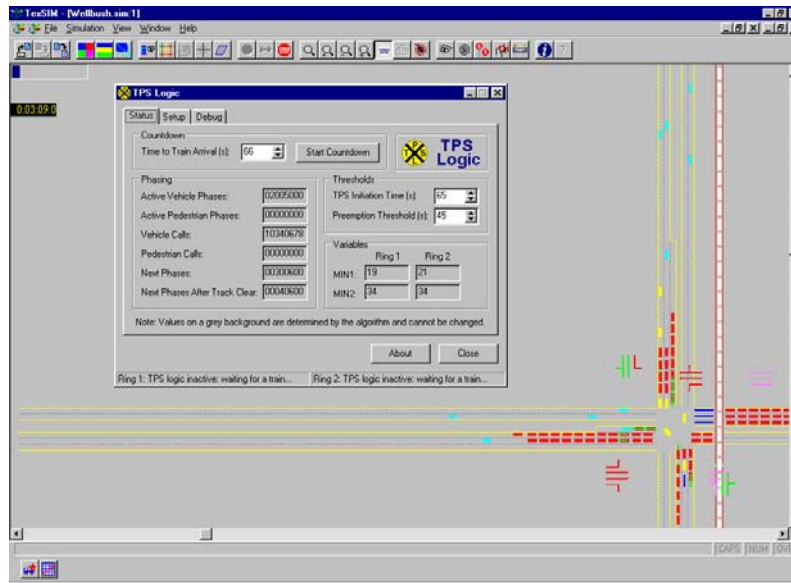 TexSIM - [Wellbush.sim:1]
File Simulation View Window Help
0:03:09.0
TPS Logic
Status Setup Debug
Countdown
Time to Train Arrival (s): 66 Start Countdown
TPS Logic
Phasing
Active Vehicle Phases: 02005000
Active Pedestrian Phases: 00000000
Vehicle Calls: 10340678
Pedestrian Calls: 00000000
Next Phases: 00300600
Next Phases After Track Clear: 00040600
Thresholds
TPS Initiation Time (s): 65
Preemption Threshold (s): 45
Variables
Ring 1 Ring 2
MIN1: 19 21
MIN2: 34 34
Note: Values on a grey background are determined by the algorithm and cannot be changed.
About Close
Ring 1: TPS logic inactive: waiting for a train... Ring 2: TPS logic inactive: waiting for a train...
CAPS NUM OVR